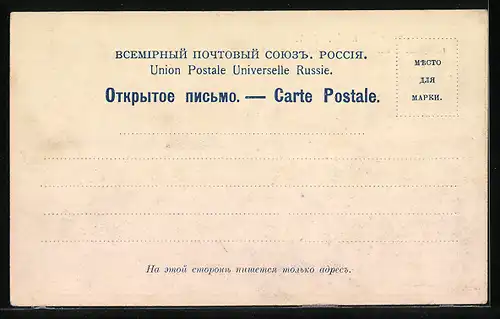 ВСЕМІРНЫЙ ПОЧТОВЫЙ СОЮЗЪ. РОССІЯ.
Union Postale Universelle Russie.
Открытое письмо. — Carte Postale.
МѢСТО
ДЛЯ
МАРКИ.
На этой сторонѣ пишется только адресъ.